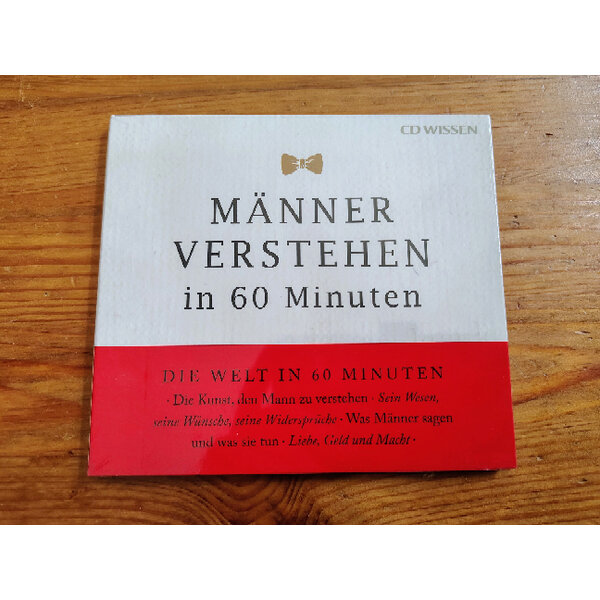 CD WISSEN
MÄNNER
VERSTEHEN
in 60 Minuten
DIE WELT IN 60 MINUTEN
· Die Kunst, den Mann zu verstehen · Sein Wesen,
seine Wünsche, seine Widersprüche · Was Männer sagen
und was sie tun · Liebe, Geld und Macht ·